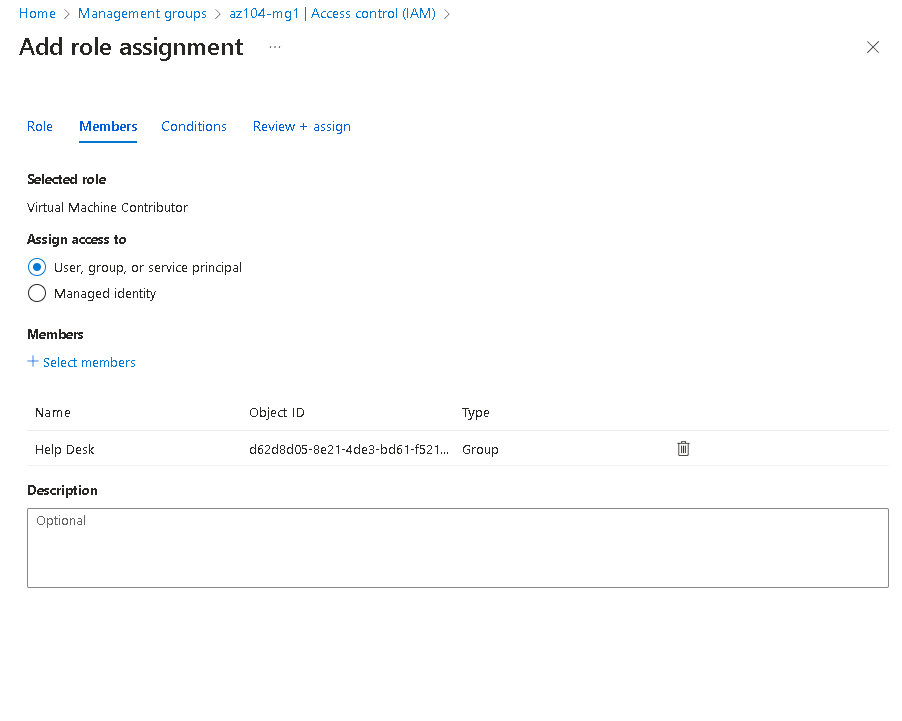 Home > Management groups > az104-mg1 | Access control (IAM) >
Add role assignment ...
Role Members Conditions Review + assign
Selected role
Virtual Machine Contributor
Assign access to
User, group, or service principal
Managed identity
Members
+ Select members
Name Object ID Type
Help Desk d62d8d05-8e21-4de3-bd61-f521... Group
Description
Optional